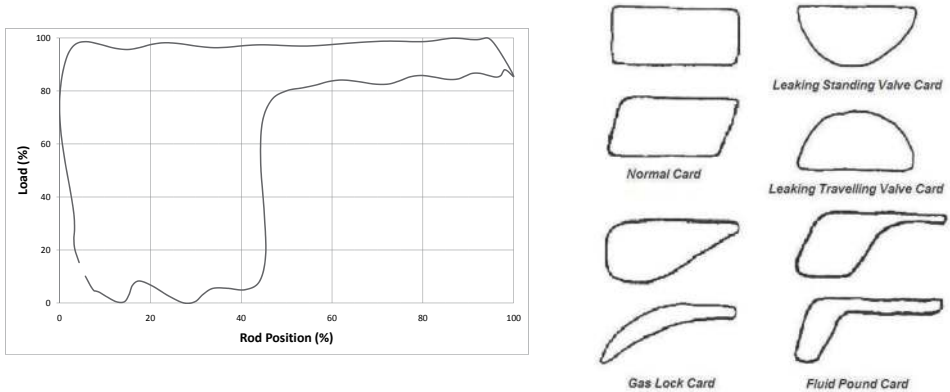 Load (%)
100
80
60
40
20
0
0 20 40 60 80 100
Rod Position (%)
Leaking Standing Valve Card
Normal Card
Leaking Travelling Valve Card
Gas Lock Card
Fluid Pound Card